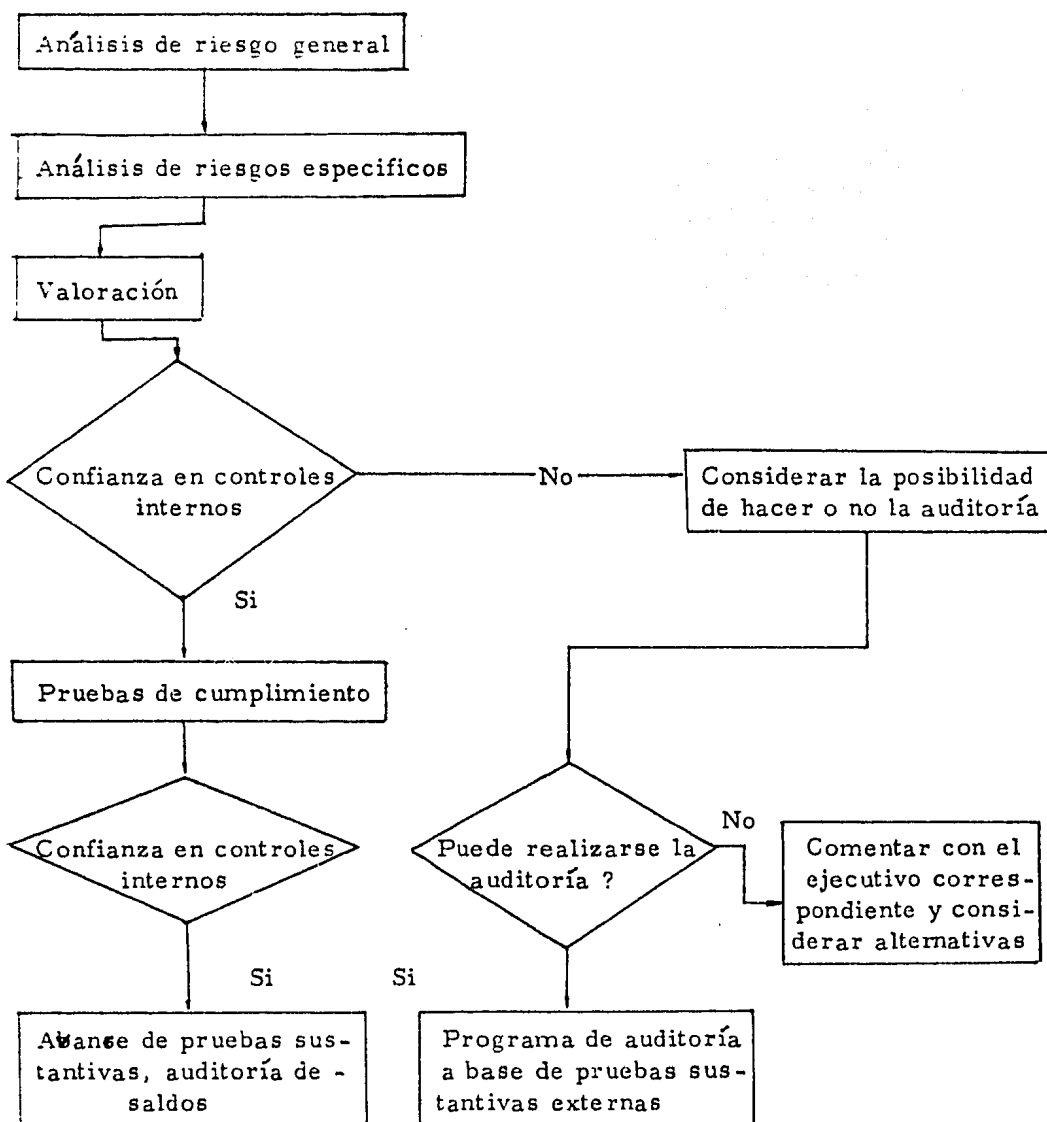 Análisis de riesgo general
Análisis de riesgos especificos
Valoración
Confianza en controles
internos
No
Considerar la posibilidad
de hacer o no la auditoría
Si
Pruebas de cumplimiento
Confianza en controles
internos
Puede realizarse la
auditoría ?
No
Comentar con el
ejecutivo corres-
pondiente y consi-
derar alternativas
Si
Si
de pruebas sus-
tantivas, auditoría de -
saldos
Programa de auditoría
a base de pruebas sus-
tantivas externas